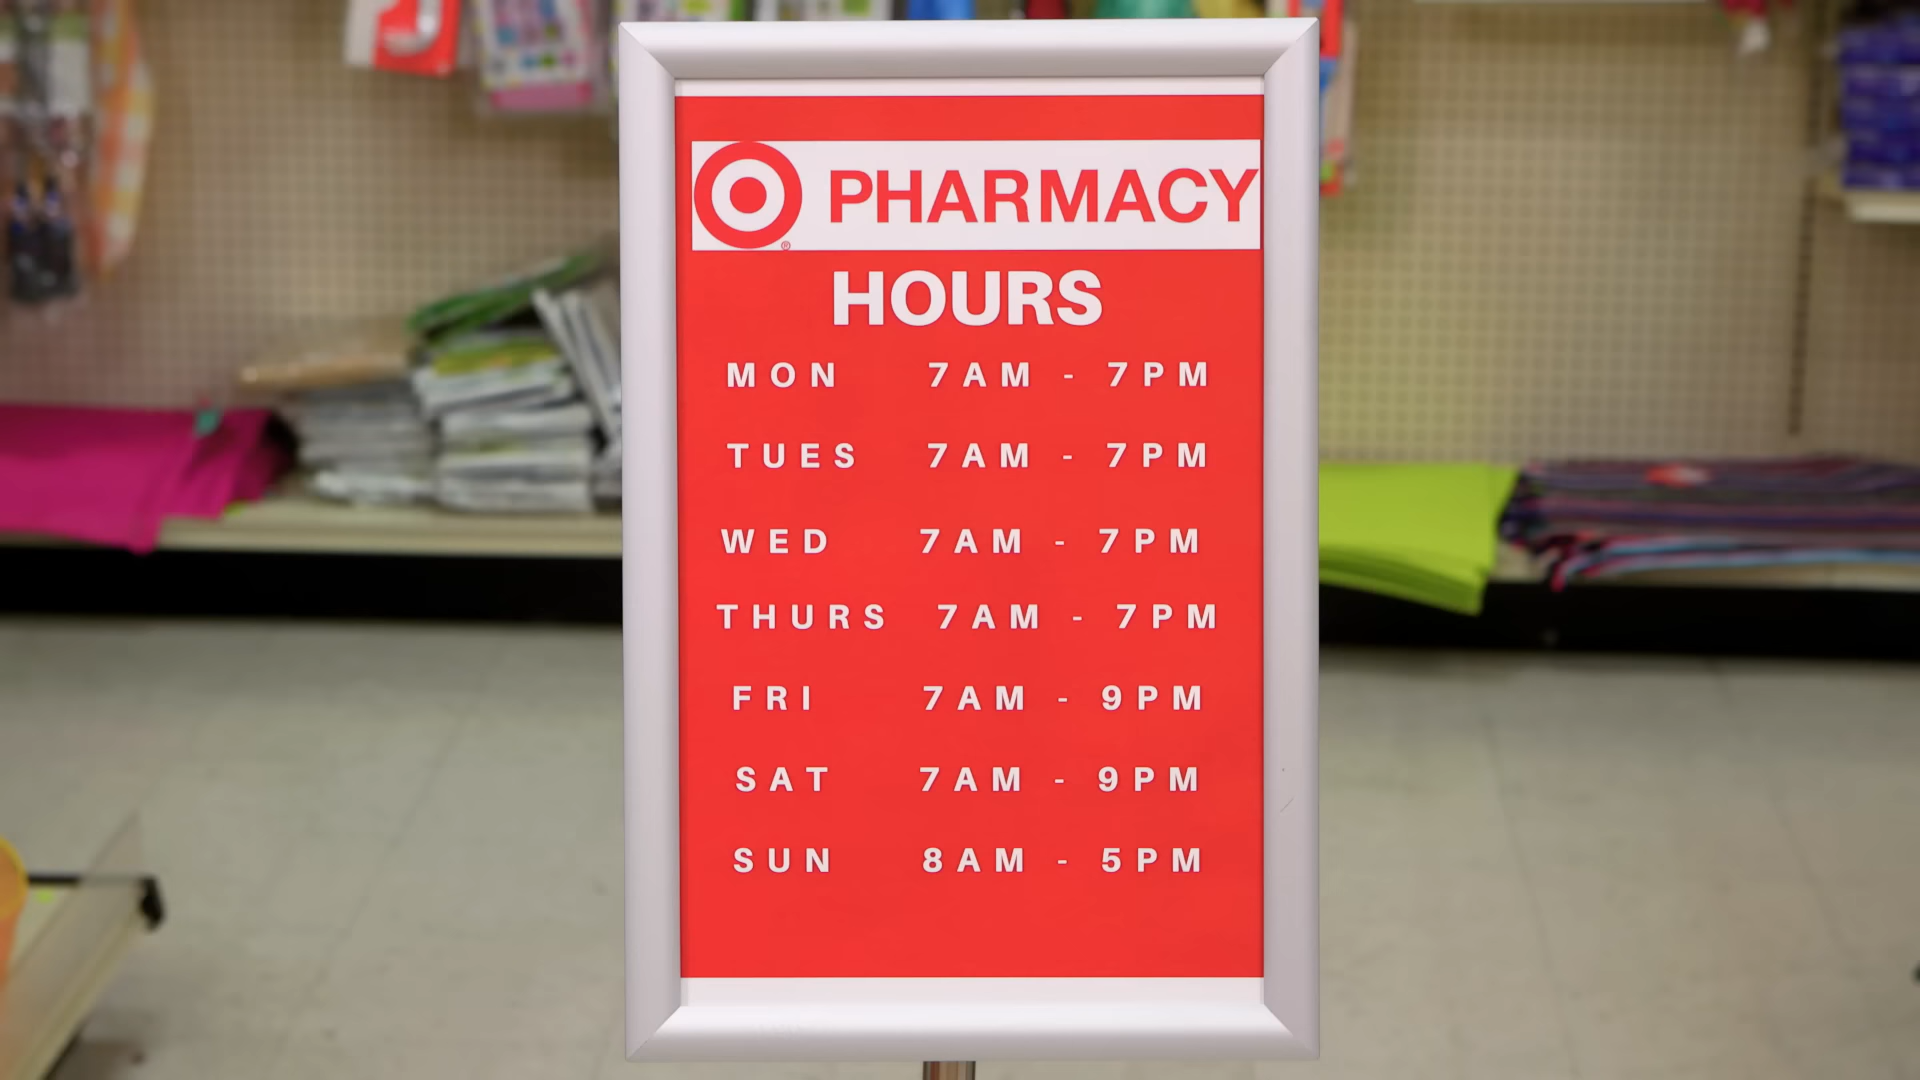 ® PHARMACY
HOURS
MON 7AM - 7PM
TUES 7AM - 7PM
WED 7AM - 7PM
THURS 7AM - 7PM
FRI 7AM - 9PM
SAT 7AM - 9PM
SUN 8AM - 5PM